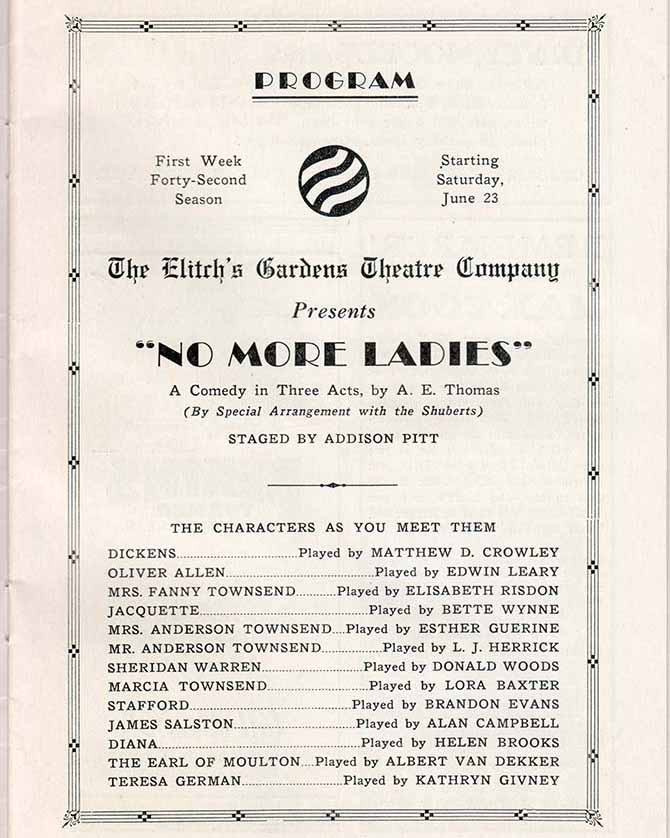 PROGRAM
First Week
Forty-Second
Season
Starting
Saturday,
June 23
The Elitch's Gardens Theatre Company
Presents
"NO MORE LADIES"
A Comedy in Three Acts, by A. E. Thomas
(By Special Arrangement with the Shuberts)
STAGED BY ADDISON PITT
THE CHARACTERS AS YOU MEET THEM
DICKENS..............................Played by MATTHEW D. CROWLEY
OLIVER ALLEN.....................................Played by EDWIN LEARY
MRS. FANNY TOWNSEND..........Played by ELISABETH RISDON
JACQUETTE..........................................Played by BETTE WYNNE
MRS. ANDERSON TOWNSEND....Played by ESTHER GUERINE
MR. ANDERSON TOWNSEND...............Played by L. J. HERRICK
SHERIDAN WARREN.........................Played by DONALD WOODS
MARCIA TOWNSEND.........................Played by LORA BAXTER
STAFFORD.........................................Played by BRANDON EVANS
JAMES SALSTON..............................Played by ALAN CAMPBELL
DIANA..................................................Played by HELEN BROOKS
THE EARL OF MOULTON....Played by ALBERT VAN DEKKER
TERESA GERMAN...........................Played by KATHRYN GIVNEY